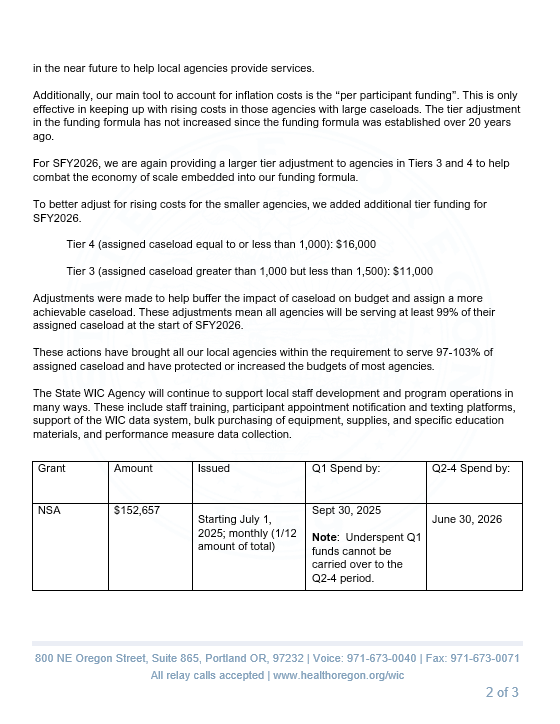 in the near future to help local agencies provide services.
Additionally, our main tool to account for inflation costs is the “per participant funding”. This is only
effective in keeping up with rising costs in those agencies with large caseloads. The tier adjustment
in the funding formula has not increased since the funding formula was established over 20 years
ago.
For SFY2026, we are again providing a larger tier adjustment to agencies in Tiers 3 and 4 to help
combat the economy of scale embedded into our funding formula.
To better adjust for rising costs for the smaller agencies, we added additional tier funding for
SFY2026.
Tier 4 (assigned caseload equal to or less than 1,000): $16,000
Tier 3 (assigned caseload greater than 1,000 but less than 1,500): $11,000
Adjustments were made to help buffer the impact of caseload on budget and assign a more
achievable caseload. These adjustments mean all agencies will be serving at least 99% of their
assigned caseload at the start of SFY2026.
These actions have brought all our local agencies within the requirement to serve 97-103% of
assigned caseload and have protected or increased the budgets of most agencies.
The State WIC Agency will continue to support local staff development and program operations in
many ways. These include staff training, participant appointment notification and texting platforms,
support of the WIC data system, bulk purchasing of equipment, supplies, and specific education
materials, and performance measure data collection.
Grant Amount Issued Q1 Spend by: Q2-4 Spend by:
NSA
$152,657
Starting July 1,
2025; monthly (1/12
amount of total)
Sept 30, 2025
Note: Underspent Q1
funds cannot be
carried over to the
Q2-4 period.
June 30, 2026
800 NE Oregon Street, Suite 865, Portland OR, 97232 | Voice: 971-673-0040 | Fax: 971-673-0071
All relay calls accepted | www.healthoregon.org/wic
2 of 3